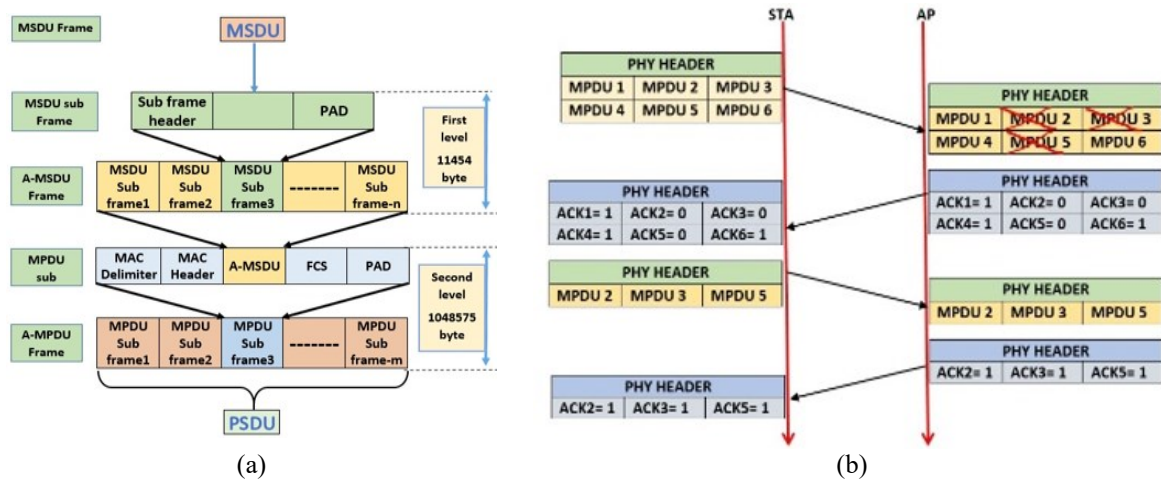 MSDU Frame
MSDU
MSDU sub
Frame
Sub frame
header
PAD
First
level
11454
byte
A-MSDU
Frame
MSDU
Sub
frame1
MSDU
Sub
frame2
MSDU
Sub
frame3
-------
MSDU
Sub
frame-n
MPDU
sub
MAC
Delimiter
MAC
Header
A-MSDU
FCS
PAD
Second
level
1048575
byte
A-MPDU
Frame
MPDU
Sub
frame1
MPDU
Sub
frame2
MPDU
Sub
frame3
-------
MPDU
Sub
frame-m
PSDU
(a)
STA
AP
PHY HEADER
MPDU 1 MPDU 2 MPDU 3
MPDU 4 MPDU 5 MPDU 6
PHY HEADER
MPDU 1 MPDU 2 MPDU 3
MPDU 4 MPDU 5 MPDU 6
PHY HEADER
ACK1= 1 ACK2= 0 ACK3= 0
ACK4= 1 ACK5= 0 ACK6= 1
PHY HEADER
ACK1= 1 ACK2= 0 ACK3= 0
ACK4= 1 ACK5= 0 ACK6= 1
PHY HEADER
MPDU 2 MPDU 3 MPDU 5
PHY HEADER
MPDU 2 MPDU 3 MPDU 5
PHY HEADER
ACK2= 1 ACK3= 1 ACK5= 1
PHY HEADER
ACK2= 1 ACK3= 1 ACK5= 1
(b)